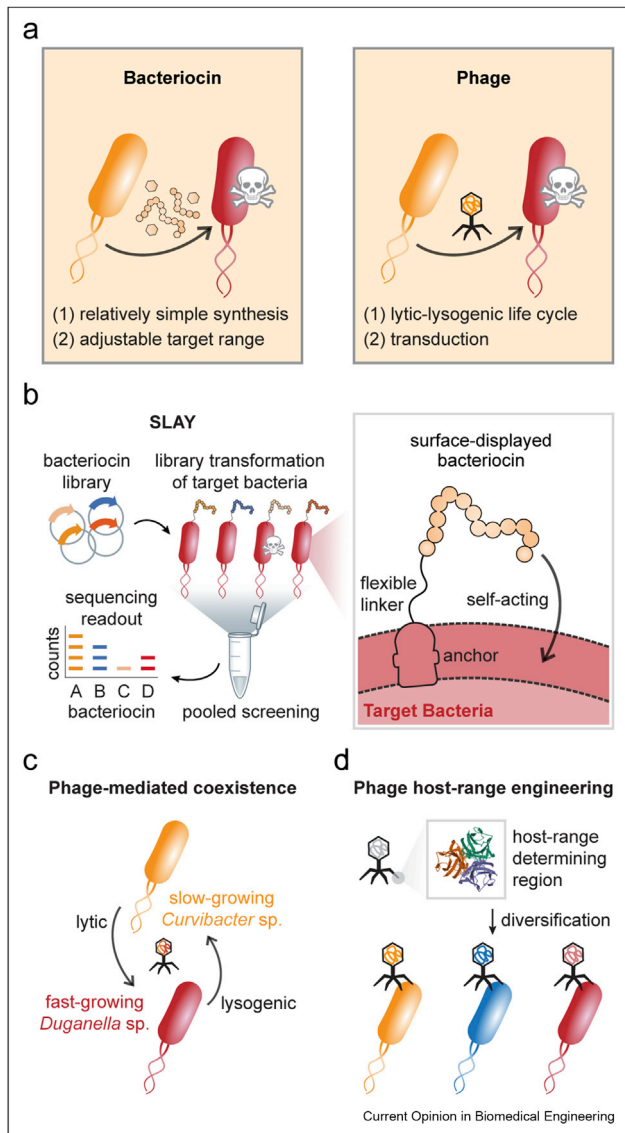 a
Bacteriocin
(1) relatively simple synthesis
(2) adjustable target range
Phage
(1) lytic-lysogenic life cycle
(2) transduction
b
SLAY
bacteriocin
library
library transformation
of target bacteria
sequencing
readout
counts
A B C D
bacteriocin
pooled screening
surface-displayed
bacteriocin
flexible
linker
self-acting
anchor
Target Bacteria
c
Phage-mediated coexistence
slow-growing
Curvibacter sp.
lytic
fast-growing
Duganella sp.
lysogenic
d
Phage host-range engineering
host-range
determining
region
diversification
Current Opinion in Biomedical Engineering